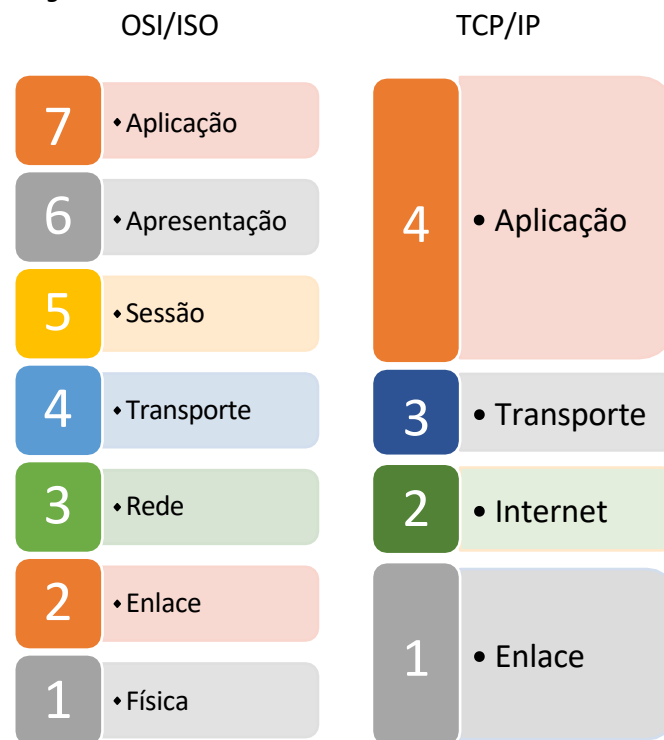 OSI/ISO
TCP/IP
7
• Aplicação
6
• Apresentação
5
• Sessão
4
• Transporte
3
• Rede
2
• Enlace
1
• Física
4
• Aplicação
3
• Transporte
2
• Internet
1
• Enlace